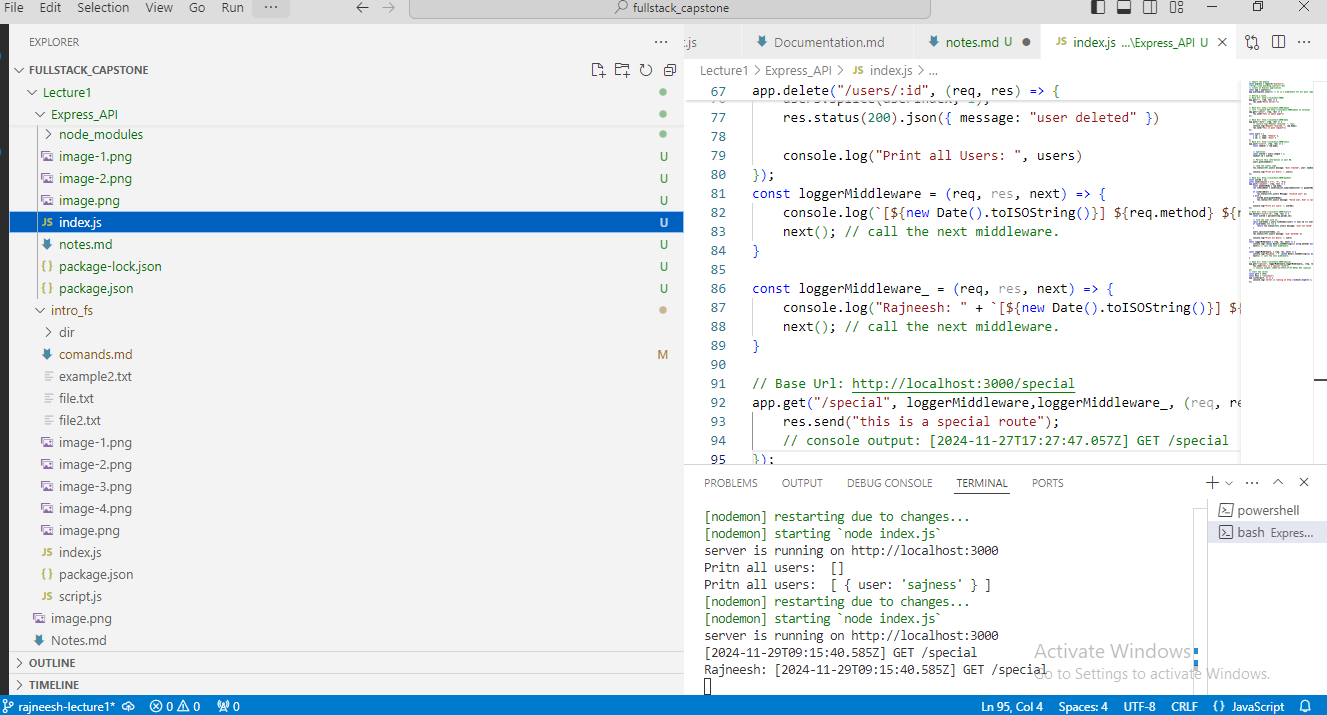 File Edit Selection View Go Run ... fullstack_capstone
EXPLORER
FULLSTACK_CAPSTONE
Lecture1
Express_API
node_modules
image-1.png U
image-2.png U
image.png U
JS index.js U
notes.md U
{} package-lock.json U
{} package.json U
intro_fs
dir
comands.md M
example2.txt
file.txt
file2.txt
image-1.png
image-2.png
image-3.png
image-4.png
image.png
JS index.js
{} package.json
JS script.js
image.png
Notes.md
OUTLINE
TIMELINE
.js Documentation.md notes.md U JS index.js ...\Express_API U
Lecture1 > Express_API > JS index.js > ...
67 app.delete("/users/:id", (req, res) => {
77 res.status(200).json({ message: "user deleted" })
78
79 console.log("Print all Users: ", users)
80 });
81 const loggerMiddleware = (req, res, next) => {
82 console.log(`[${new Date().toISOString()}] ${req.method} ${r
83 next(); // call the next middleware.
84 }
85
86 const loggerMiddleware_ = (req, res, next) => {
87 console.log("Rajneesh: " + `[${new Date().toISOString()}] ${
88 next(); // call the next middleware.
89 }
90
91 // Base Url: http://localhost:3000/special
92 app.get("/special", loggerMiddleware,loggerMiddleware_, (req, re
93 res.send("this is a special route");
94 // console output: [2024-11-27T17:27:47.057Z] GET /special
95 });
PROBLEMS OUTPUT DEBUG CONSOLE TERMINAL PORTS
[nodemon] restarting due to changes...
[nodemon] starting `node index.js`
server is running on http://localhost:3000
Pritn all users:  []
Pritn all users:  [ { user: 'sajness' } ]
[nodemon] restarting due to changes...
[nodemon] starting `node index.js`
server is running on http://localhost:3000
[2024-11-29T09:15:40.585Z] GET /special
Rajneesh: [2024-11-29T09:15:40.585Z] GET /special
powershell
bash Expres...
Activate Windows
Go to Settings to activate Windows.
rajneesh-lecture1* 0 0 0 Ln 95, Col 4 Spaces: 4 UTF-8 CRLF {} JavaScript